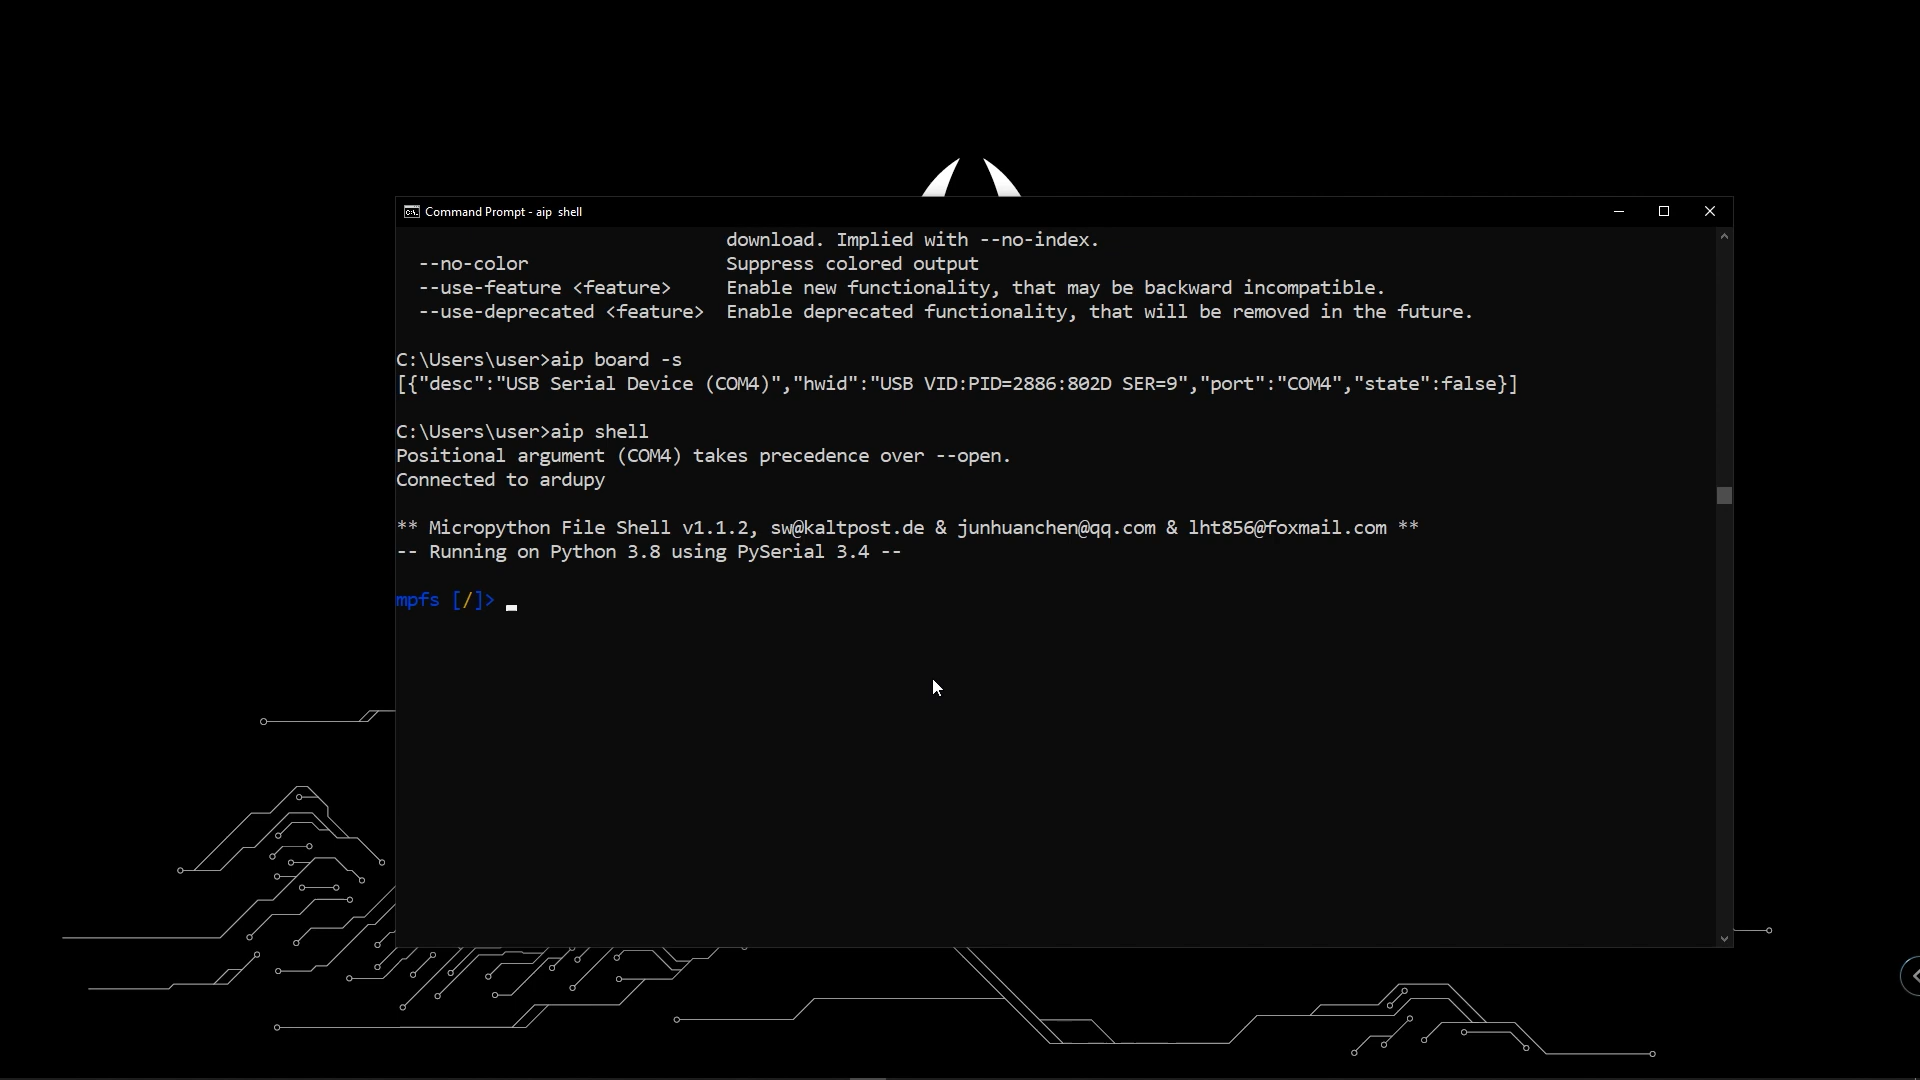 Command Prompt - aip  shell
download. Implied with --no-index.
--no-color                  Suppress colored output
--use-feature <feature>     Enable new functionality, that may be backward incompatible.
--use-deprecated <feature>  Enable deprecated functionality, that will be removed in the future.
C:\Users\user>aip board -s
[{"desc":"USB Serial Device (COM4)","hwid":"USB VID:PID=2886:802D SER=9","port":"COM4","state":false}]
C:\Users\user>aip shell
Positional argument (COM4) takes precedence over --open.
Connected to ardupy
** Micropython File Shell v1.1.2, sw@kaltpost.de & junhuanchen@qq.com & lht856@foxmail.com **
-- Running on Python 3.8 using PySerial 3.4 --
mpfs [/]>